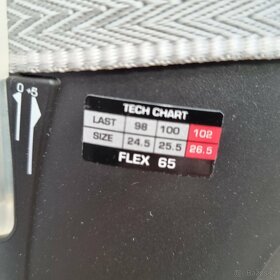 0 +5
TECH CHART
LAST 98 100 102
SIZE 24.5 25.5 26.5
FLEX 65